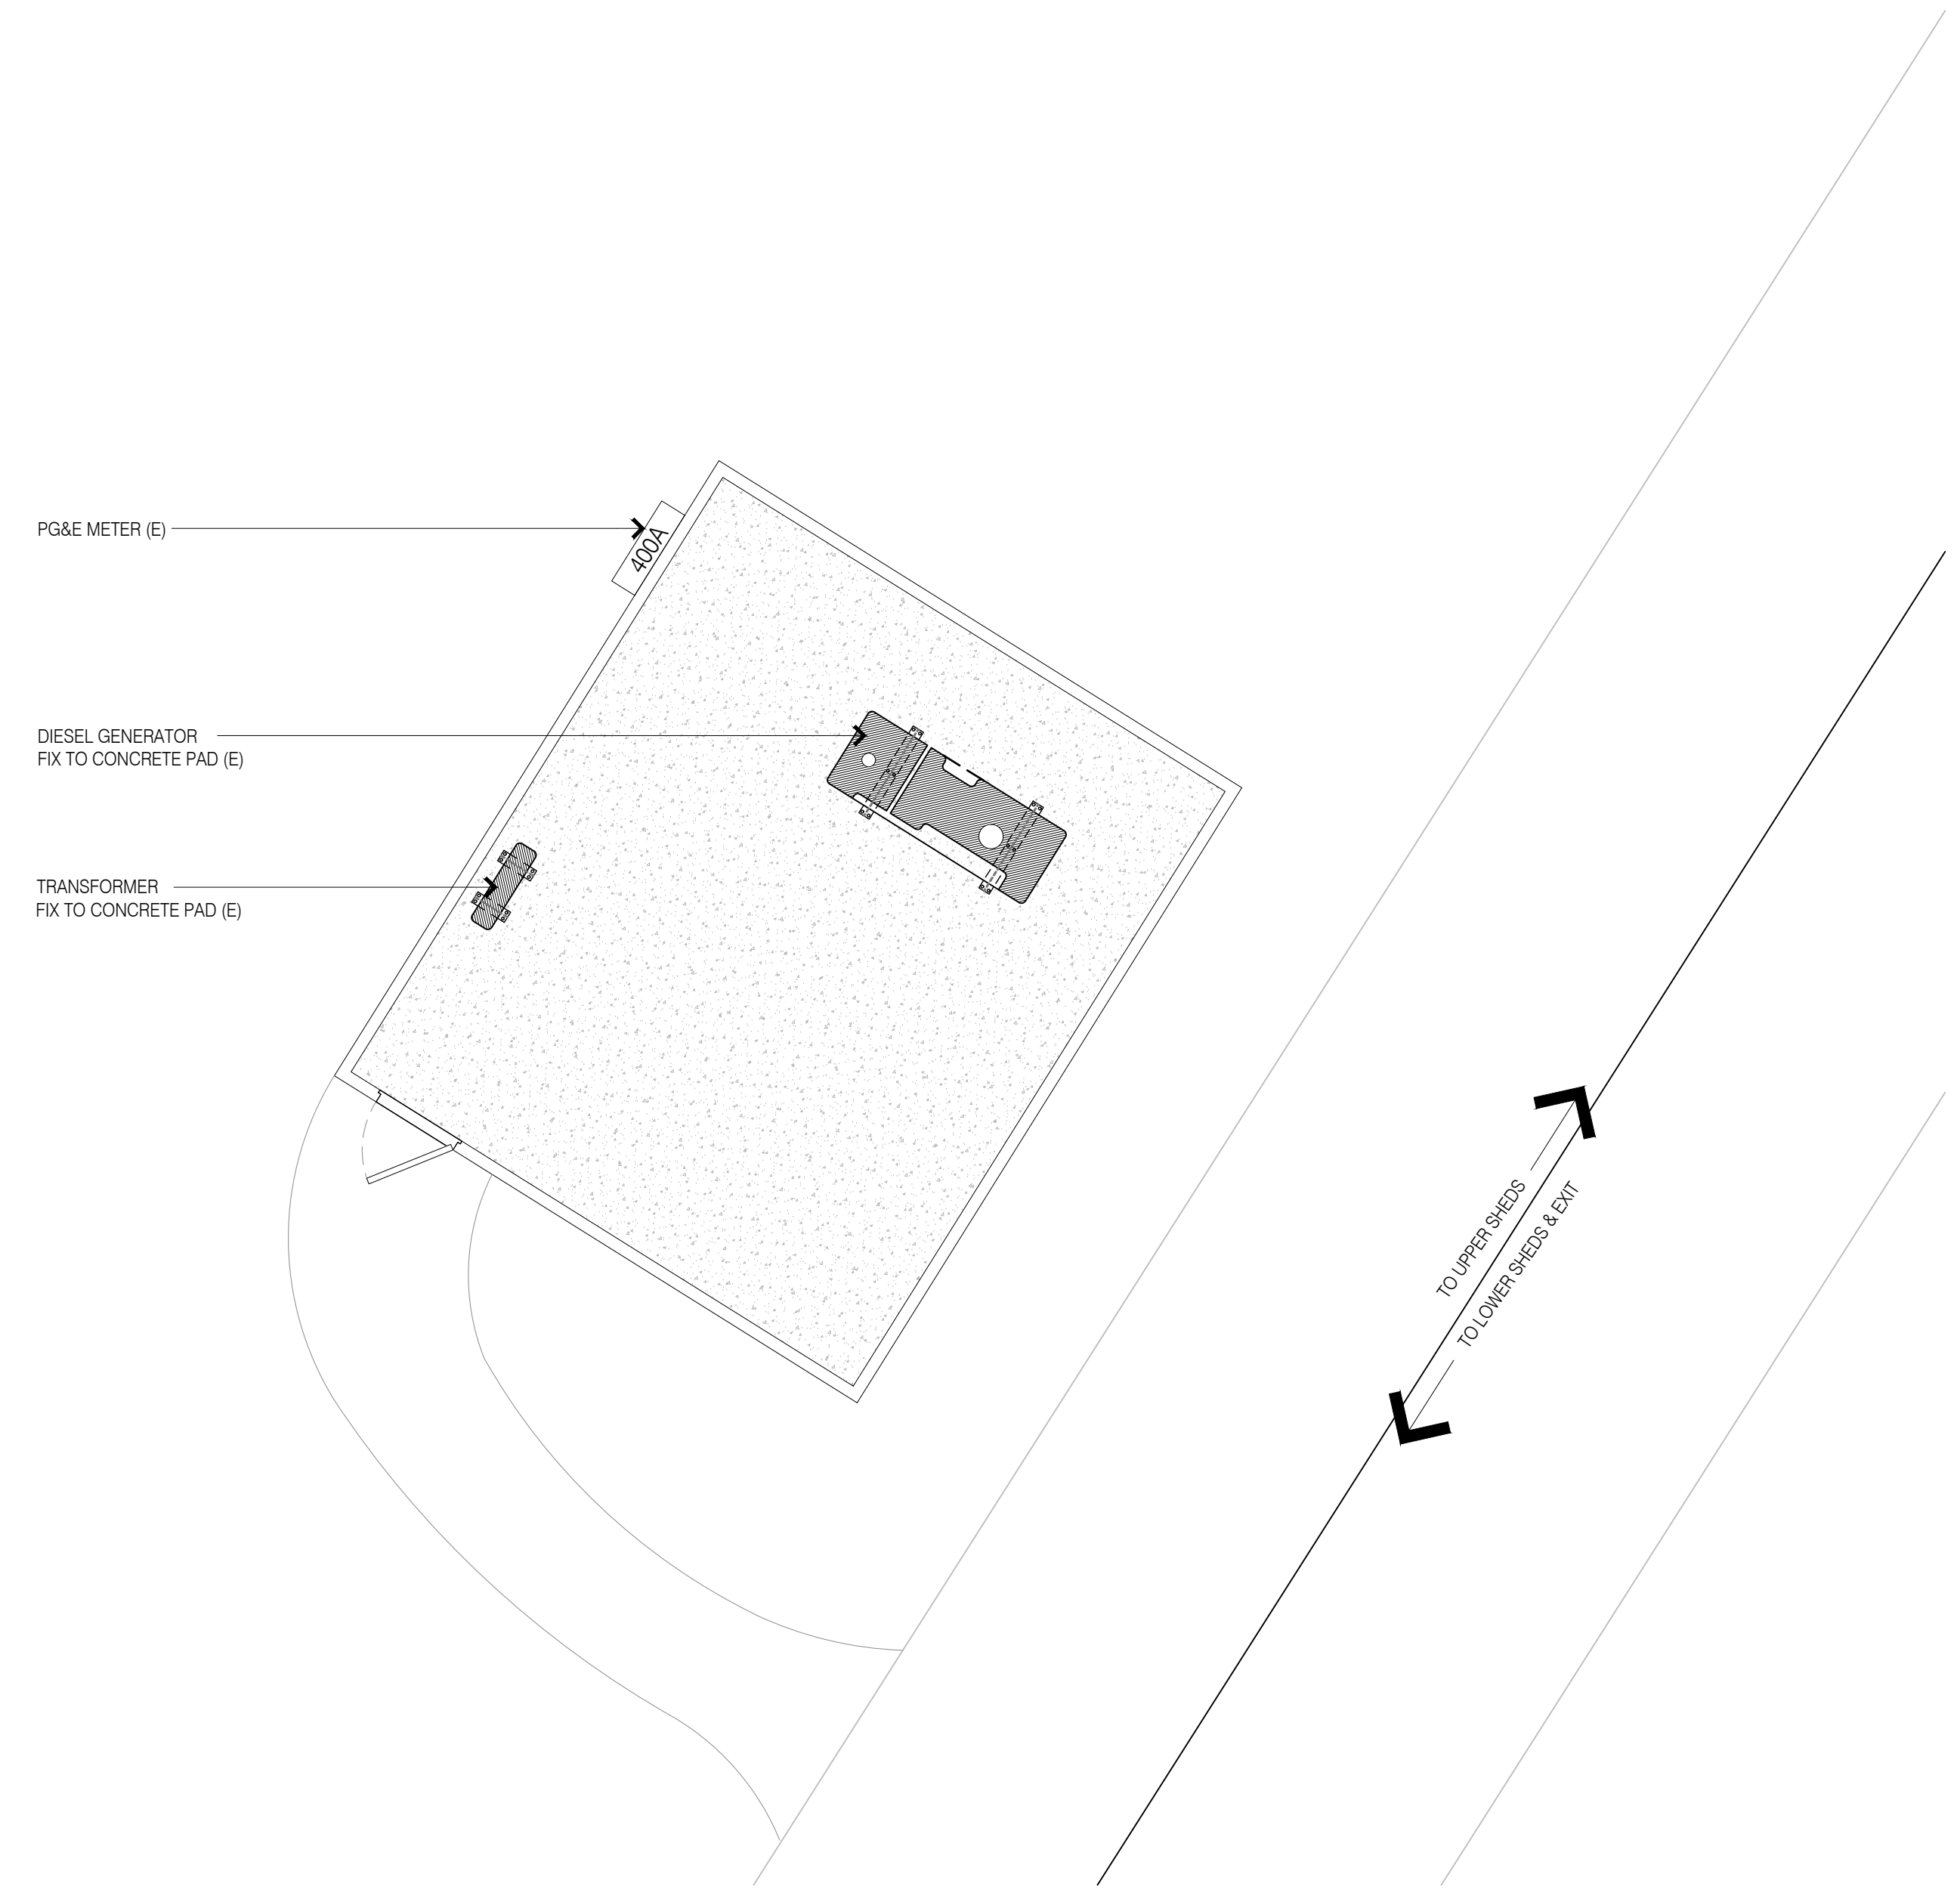 PG&E METER (E)
400A
DIESEL GENERATOR
FIX TO CONCRETE PAD (E)
TRANSFORMER
FIX TO CONCRETE PAD (E)
TO UPPER SHEDS
TO LOWER SHEDS & EXIT